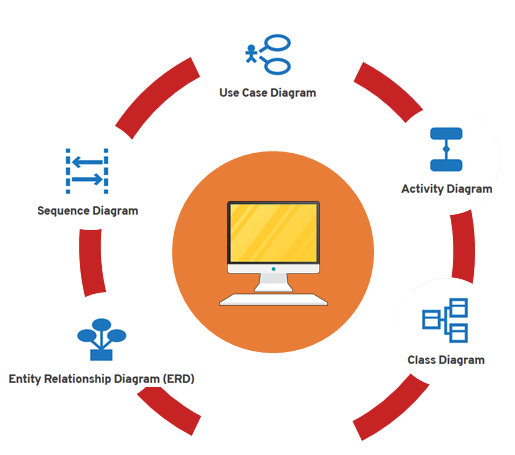 Use Case Diagram
Activity Diagram
Sequence Diagram
Class Diagram
Entity Relationship Diagram (ERD)